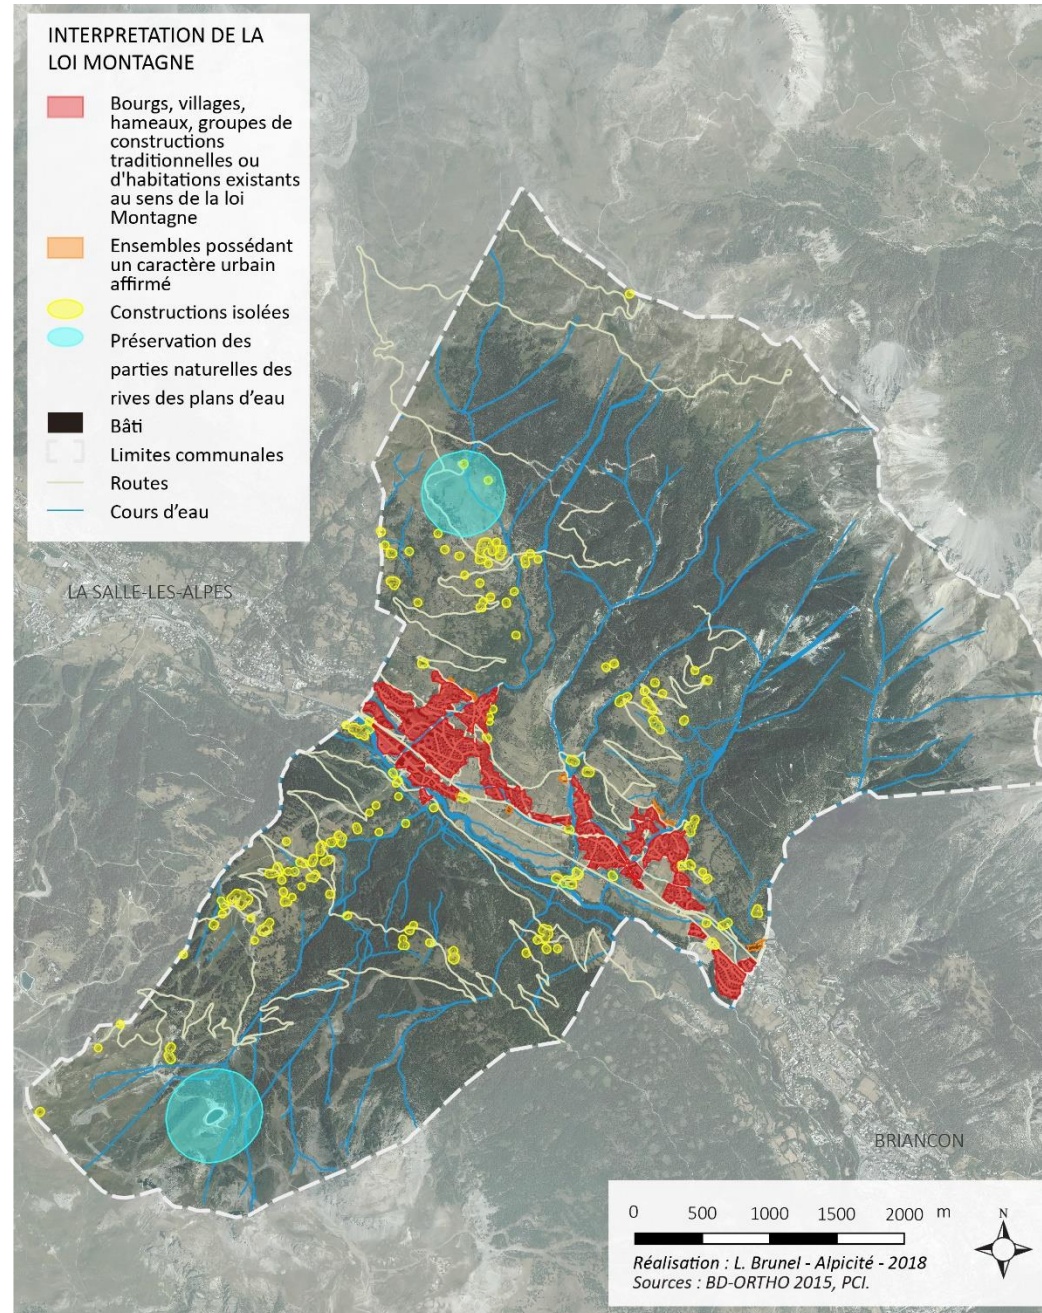 INTERPRETATION DE LA
LOI MONTAGNE
Bourgs, villages,
hameaux, groupes de
constructions
traditionnelles ou
d'habitations existants
au sens de la loi
Montagne
Ensembles possédant
un caractère urbain
affirmé
Constructions isolées
Préservation des
parties naturelles des
rives des plans d'eau
Bâti
Limites communales
Routes
Cours d'eau
LA SALLE-LES-ALPES
BRIANCON
0 500 1000 1500 2000 m
N
Réalisation : L. Brunel - Alpicité - 2018
Sources : BD-ORTHO 2015, PCI.